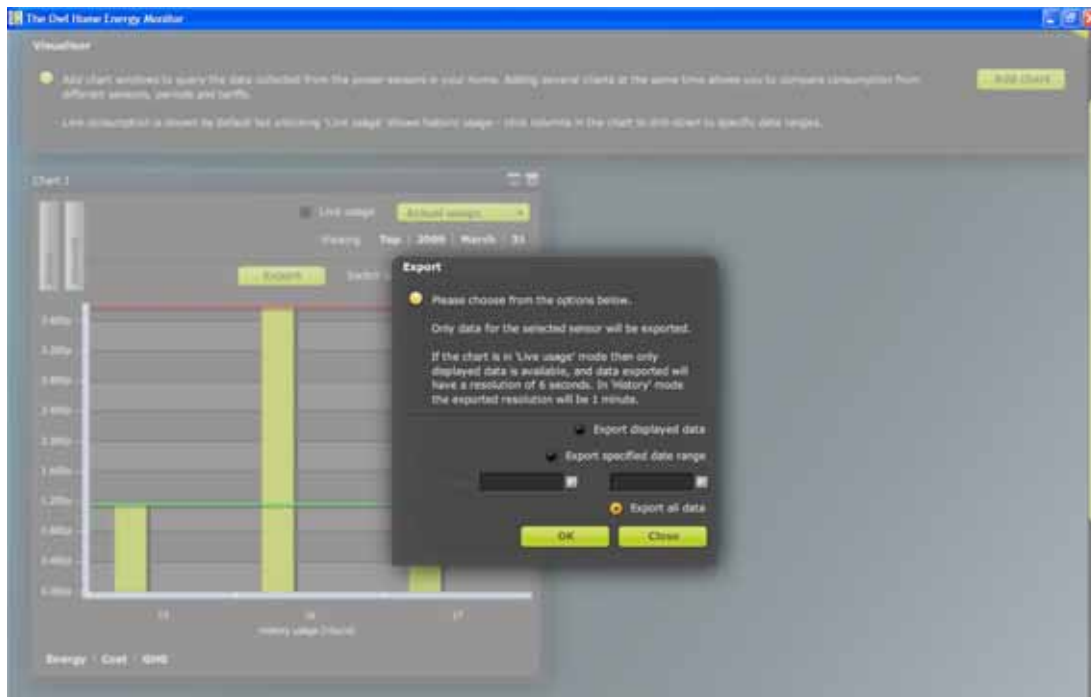 The Owl Home Energy Monitor
Visualiser
Add chart windows to query the data collected from the power sensors in your home. Adding several charts at the same time allows you to compare consumption from
different sensors, periods and tariffs.
Add chart
- Live consumption is shown by default but unticking 'Live usage' shows historic usage - click columns in the chart to drill-down to specific date ranges.
Chart 1
Live usage
Actual usage
Viewing Top | 2009 | March | 31
Export
Switch
Export
Please choose from the options below.
Only data for the selected sensor will be exported.
If the chart is in 'Live usage' mode then only
displayed data is available, and data exported will
have a resolution of 6 seconds. In 'History' mode
the exported resolution will be 1 minute.
Export displayed data
Export specified date range
Export all data
OK
Close
15
16
17
History usage (Hours)
Energy | Cost | GHG